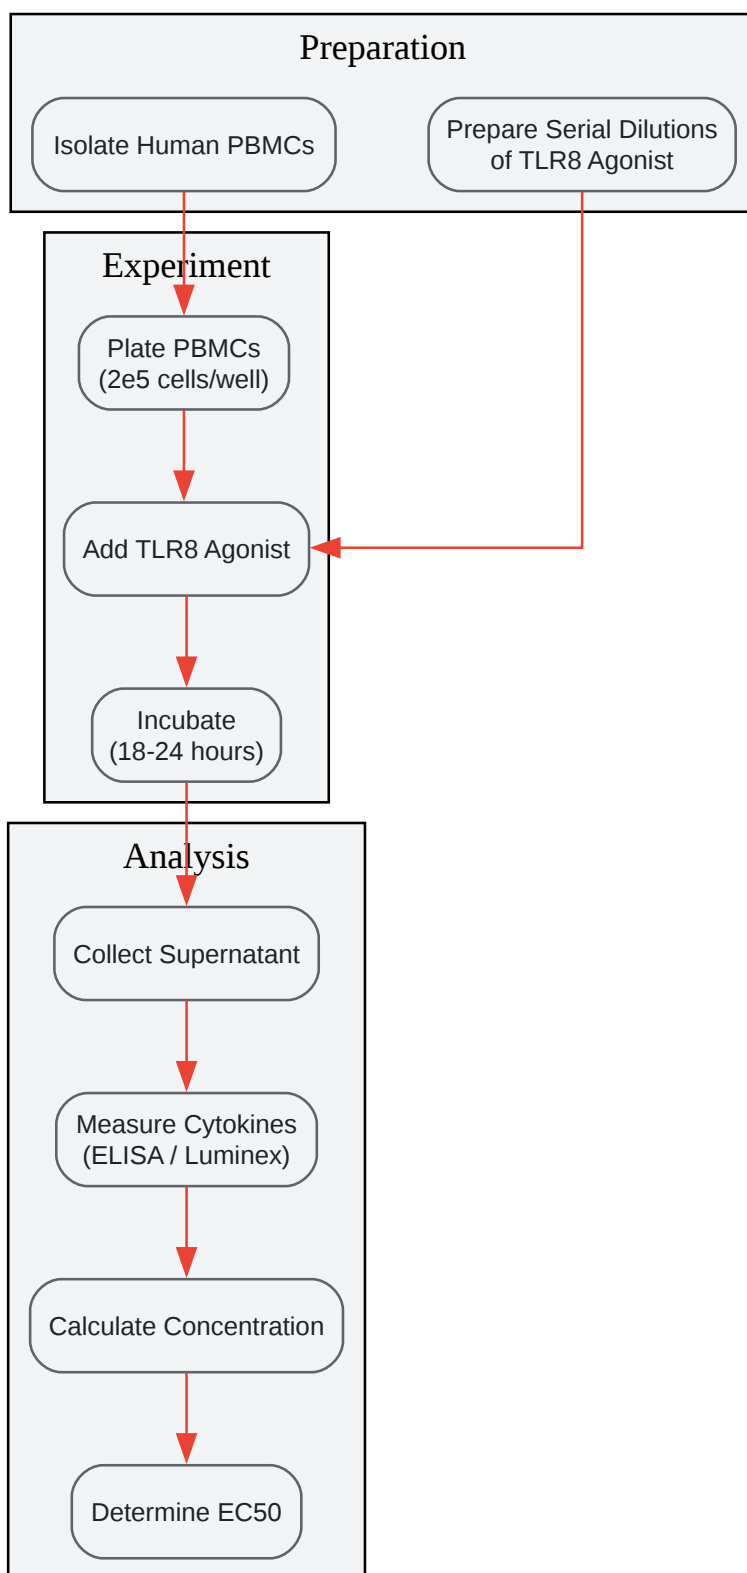 Preparation
Isolate Human PBMCs
Prepare Serial Dilutions
of TLR8 Agonist
Experiment
Plate PBMCs
(2e5 cells/well)
Add TLR8 Agonist
Incubate
(18-24 hours)
Analysis
Collect Supernatant
Measure Cytokines
(ELISA / Luminex)
Calculate Concentration
Determine EC50